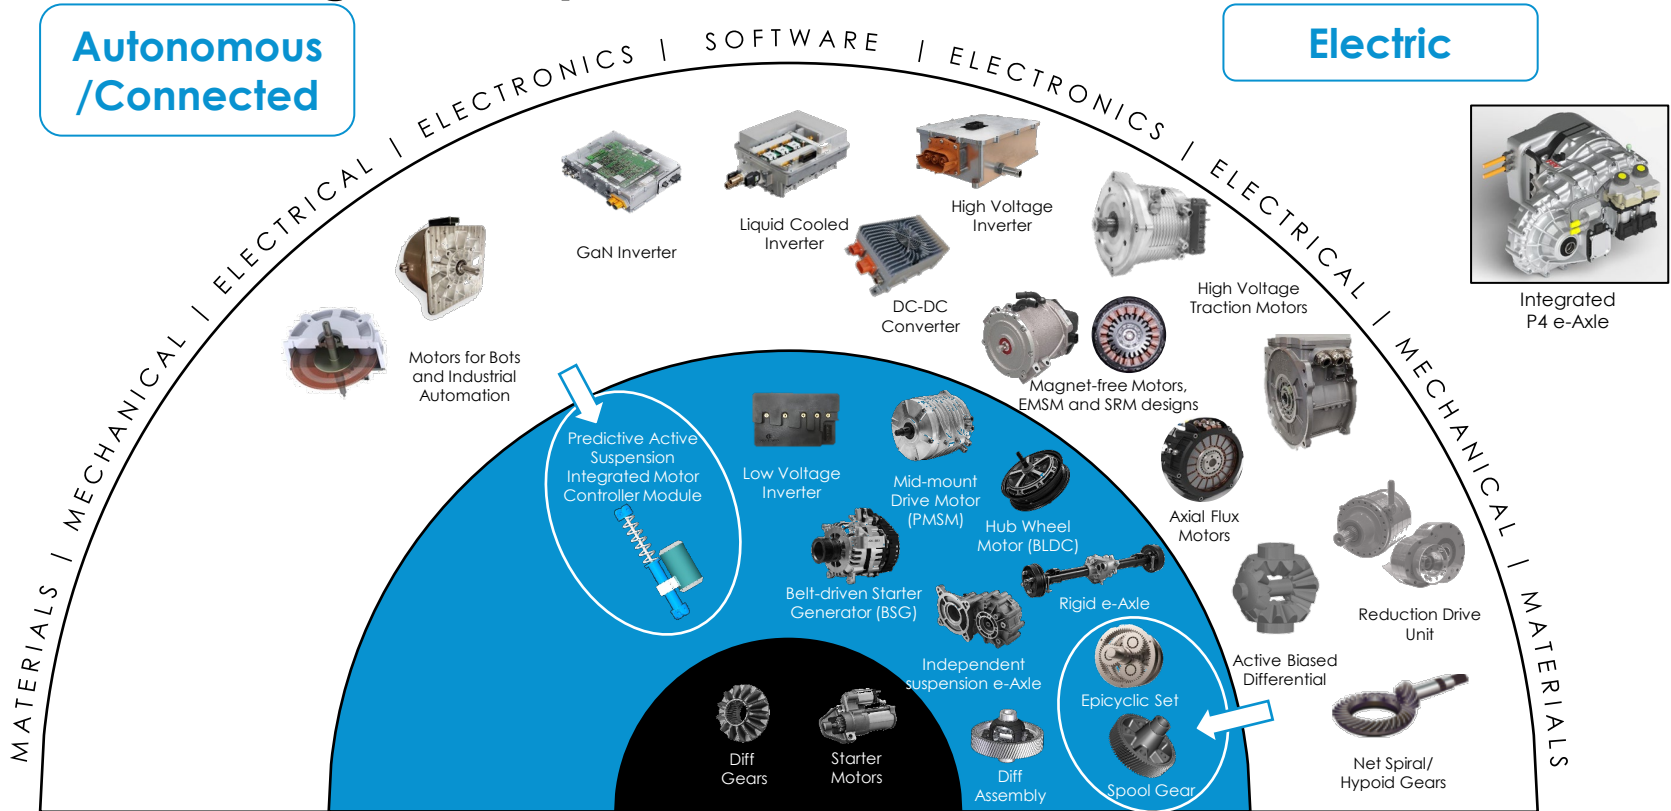 Autonomous
/Connected
Electric
MATERIALS | MECHANICAL | ELECTRICAL | ELECTRONICS | SOFTWARE | ELECTRONICS | ELECTRICAL | MECHANICAL | MATERIALS
GaN Inverter
Liquid Cooled
Inverter
High Voltage
Inverter
DC-DC
Converter
High Voltage
Traction Motors
Integrated
P4 e-Axle
Motors for Bots
and Industrial
Automation
Magnet-free Motors,
EMSM and SRM designs
Predictive Active
Suspension
Integrated Motor
Controller Module
Low Voltage
Inverter
Mid-mount
Drive Motor
(PMSM)
Hub Wheel
Motor (BLDC)
Axial Flux
Motors
Belt-driven Starter
Generator (BSG)
Rigid e-Axle
Reduction Drive
Unit
Independent
suspension e-Axle
Epicyclic Set
Active Biased
Differential
Diff
Gears
Starter
Motors
Diff
Assembly
Spool Gear
Net Spiral/
Hypoid Gears